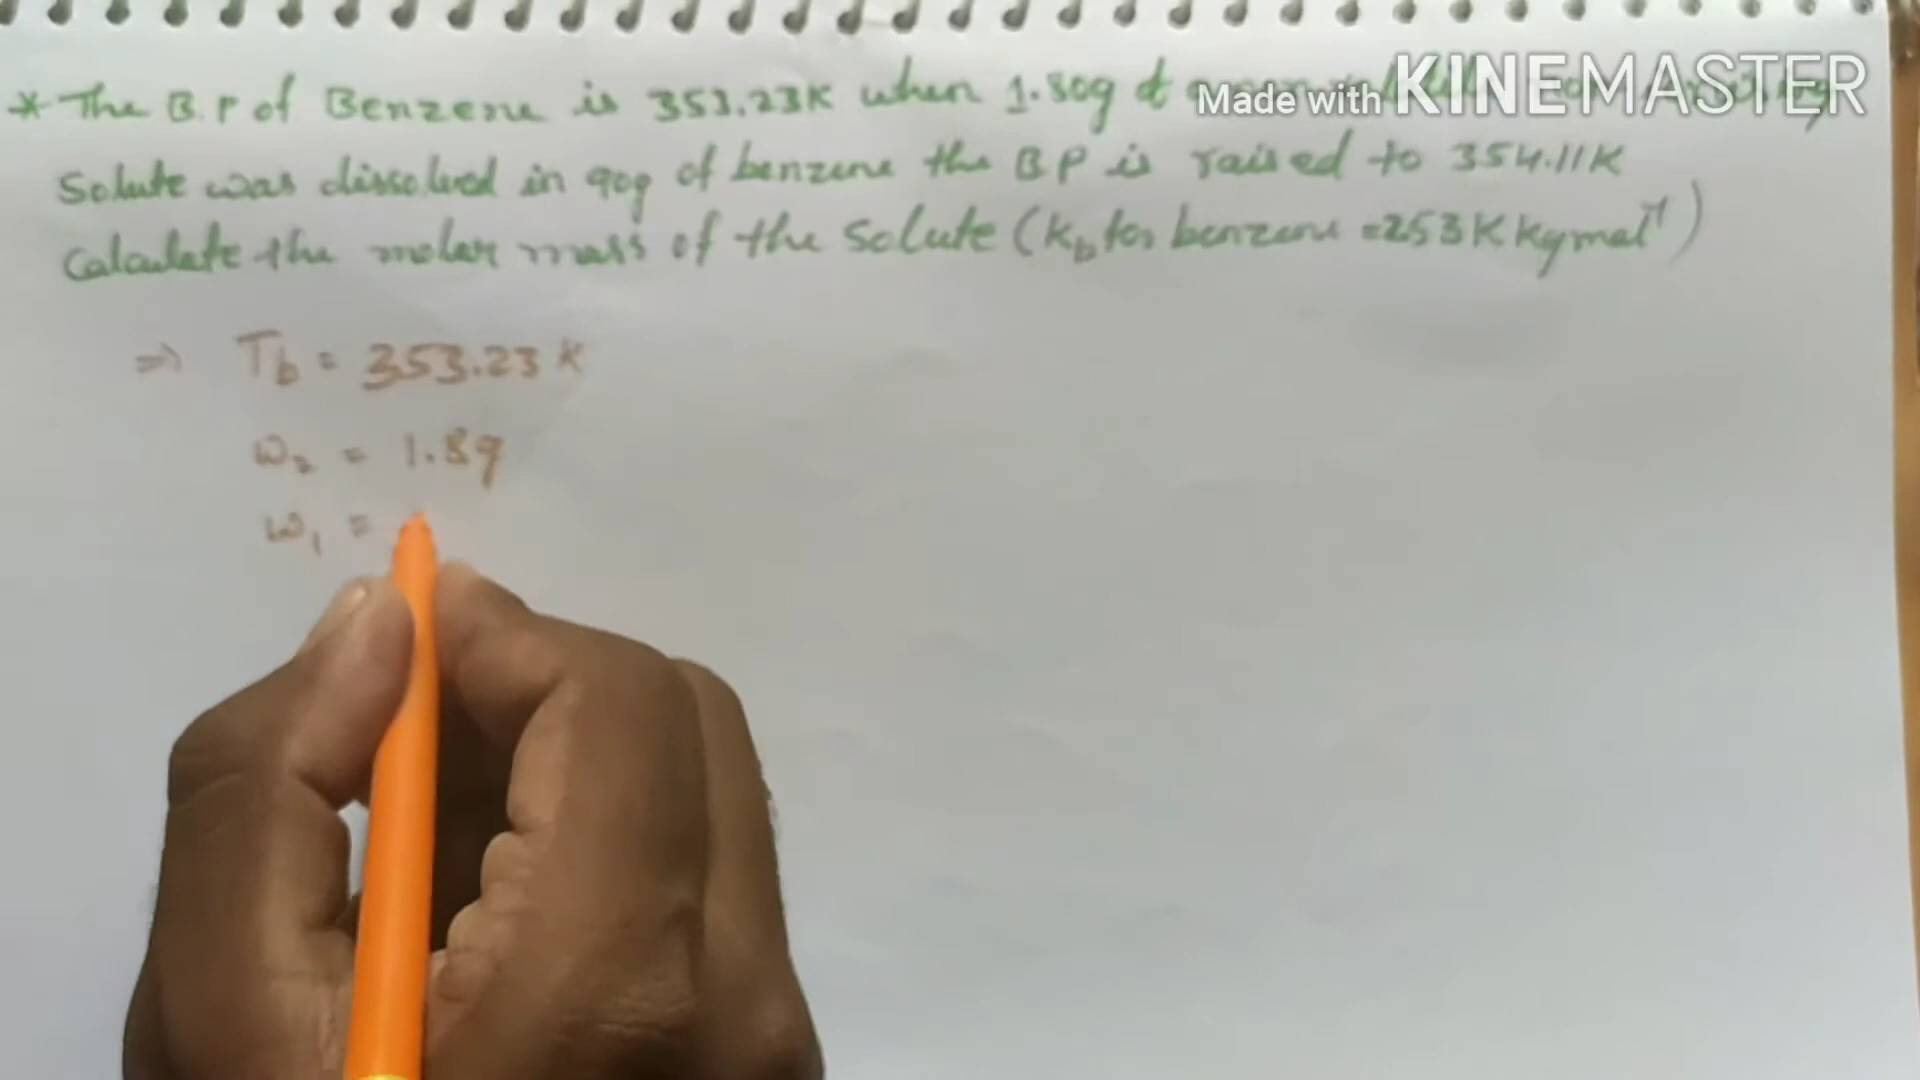 * The B.P of Benzene is 353.23K when 1.80g of
Made with KINEMASTER
Solute was dissolved in 90g of benzene the BP is raised to 354.11K
Calculate the molar mass of the Solute (Kb for benzene =253K kg mol⁻¹)
⇒ Tb = 353.23 K
w₂ = 1.8g
w₁ =